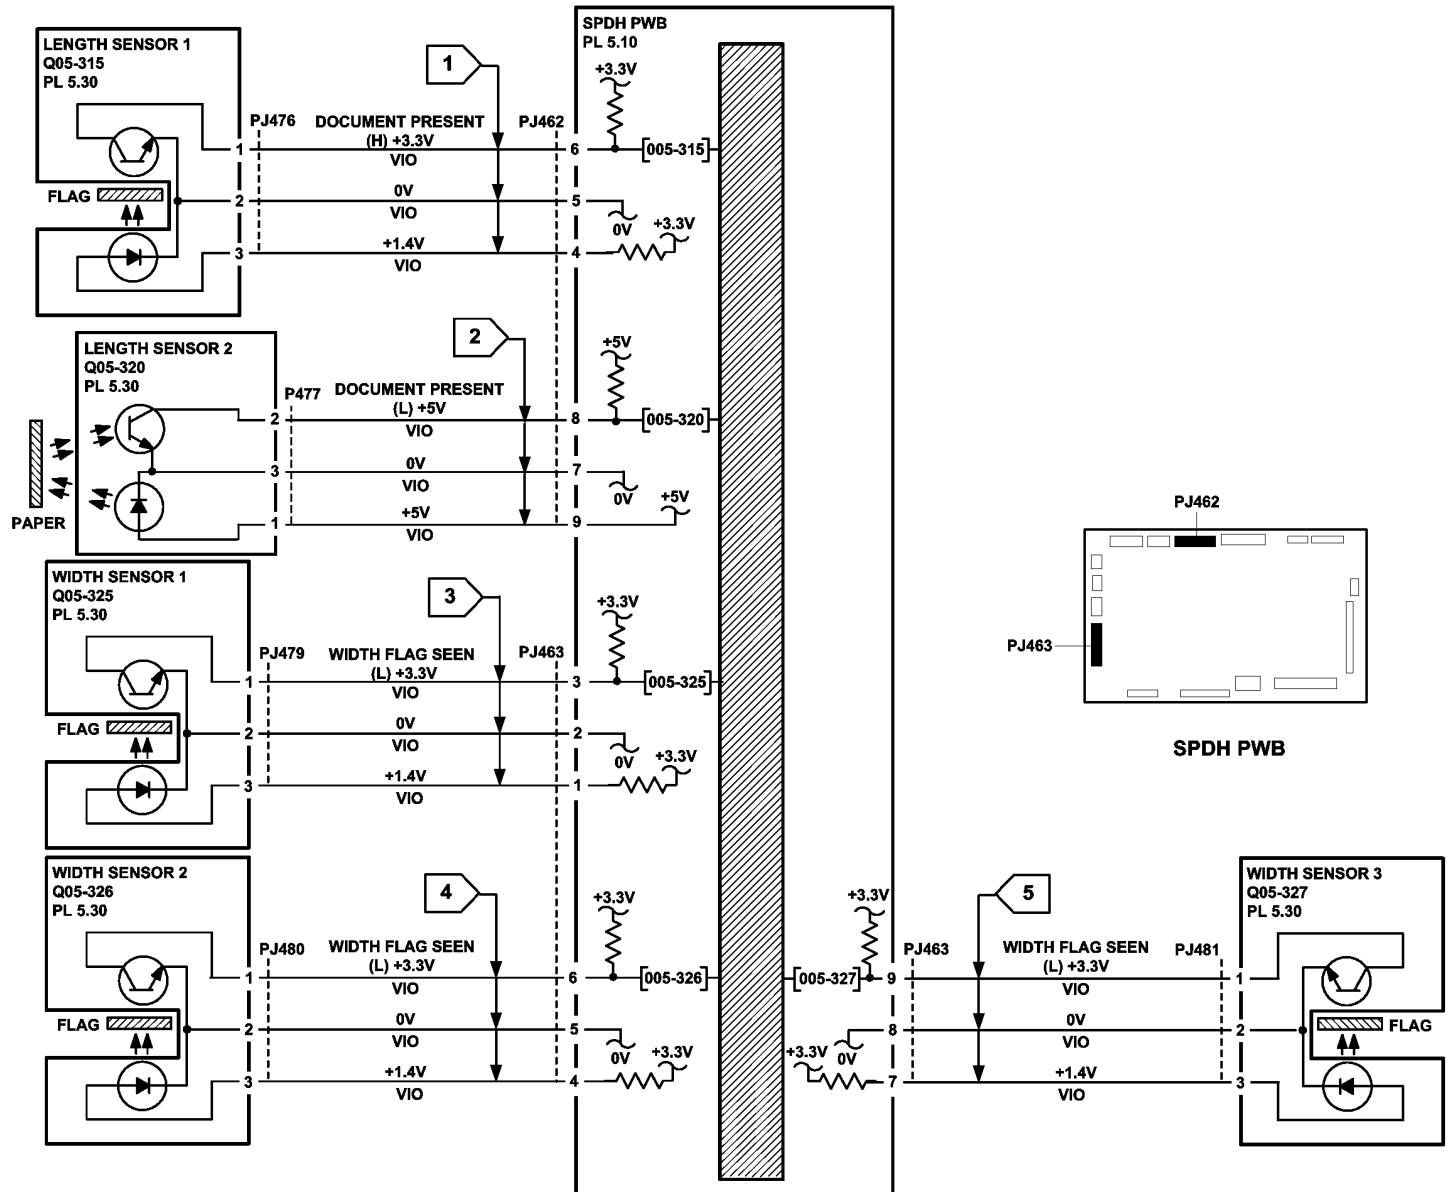 SPDH PWB
PL 5.10
LENGTH SENSOR 1
Q05-315
PL 5.30
1
+3.3V
PJ476
DOCUMENT PRESENT
PJ462
1
(H) +3.3V
6
[005-315]
VIO
FLAG
2
0V
5
VIO
0V
+3.3V
3
+1.4V
4
VIO
LENGTH SENSOR 2
Q05-320
PL 5.30
2
+5V
P477
DOCUMENT PRESENT
2
(L) +5V
8
[005-320]
VIO
3
0V
7
VIO
0V
+5V
PAPER
1
+5V
9
VIO
WIDTH SENSOR 1
Q05-325
PL 5.30
3
+3.3V
PJ479
WIDTH FLAG SEEN
PJ463
1
(L) +3.3V
3
[005-325]
VIO
FLAG
2
0V
2
VIO
0V
+3.3V
3
+1.4V
1
VIO
WIDTH SENSOR 2
Q05-326
PL 5.30
4
+3.3V
PJ480
WIDTH FLAG SEEN
1
(L) +3.3V
6
[005-326]
VIO
FLAG
2
0V
5
VIO
0V
+3.3V
3
+1.4V
4
VIO
PJ462
PJ463
SPDH PWB
WIDTH SENSOR 3
Q05-327
PL 5.30
5
+3.3V
PJ463
WIDTH FLAG SEEN
PJ481
[005-327]
9
(L) +3.3V
1
VIO
8
0V
2
FLAG
VIO
+3.3V
0V
7
+1.4V
3
VIO